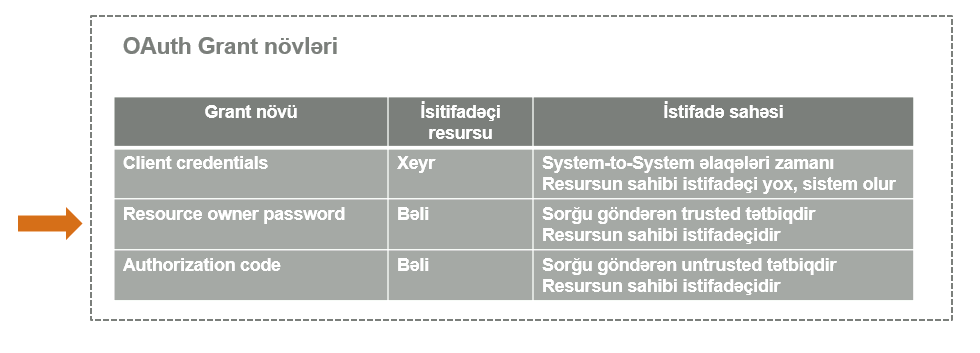 OAuth Grant növləri
Grant növü
İsitifadəçi
resursu
İstifadə sahəsi
Client credentials
Xeyr
System-to-System əlaqələri zamanı
Resursun sahibi istifadəçi yox, sistem olur
Resource owner password
Bəli
Sorğu göndərən trusted tətbiqdir
Resursun sahibi istifadəçidir
Authorization code
Bəli
Sorğu göndərən untrusted tətbiqdir
Resursun sahibi istifadəçidir